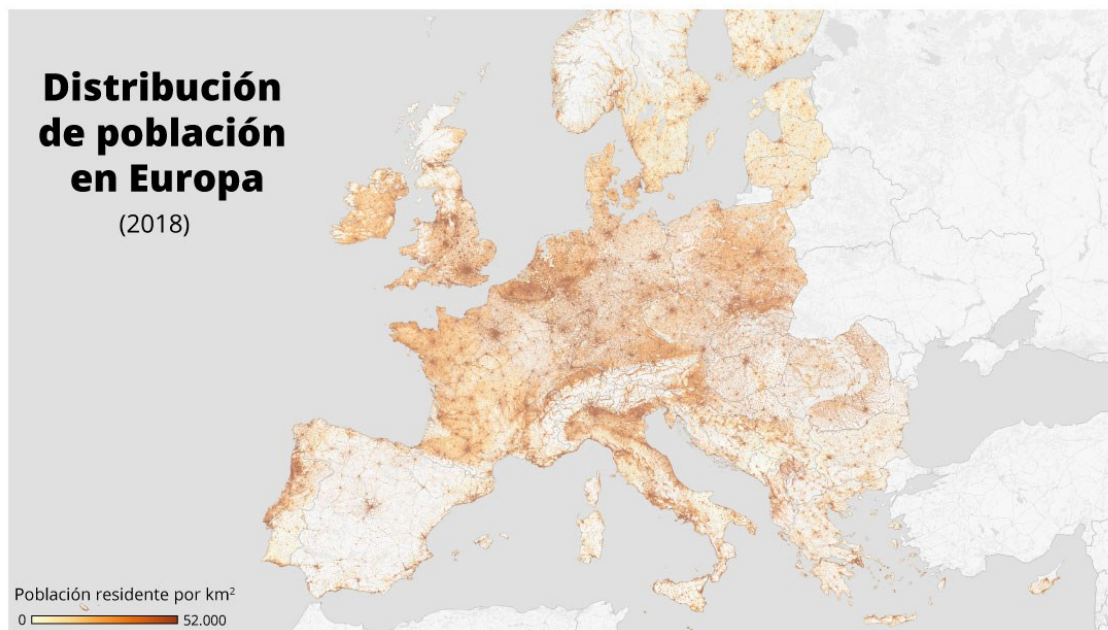 Distribución
de población
en Europa
(2018)
Población residente por km²
0 52.000